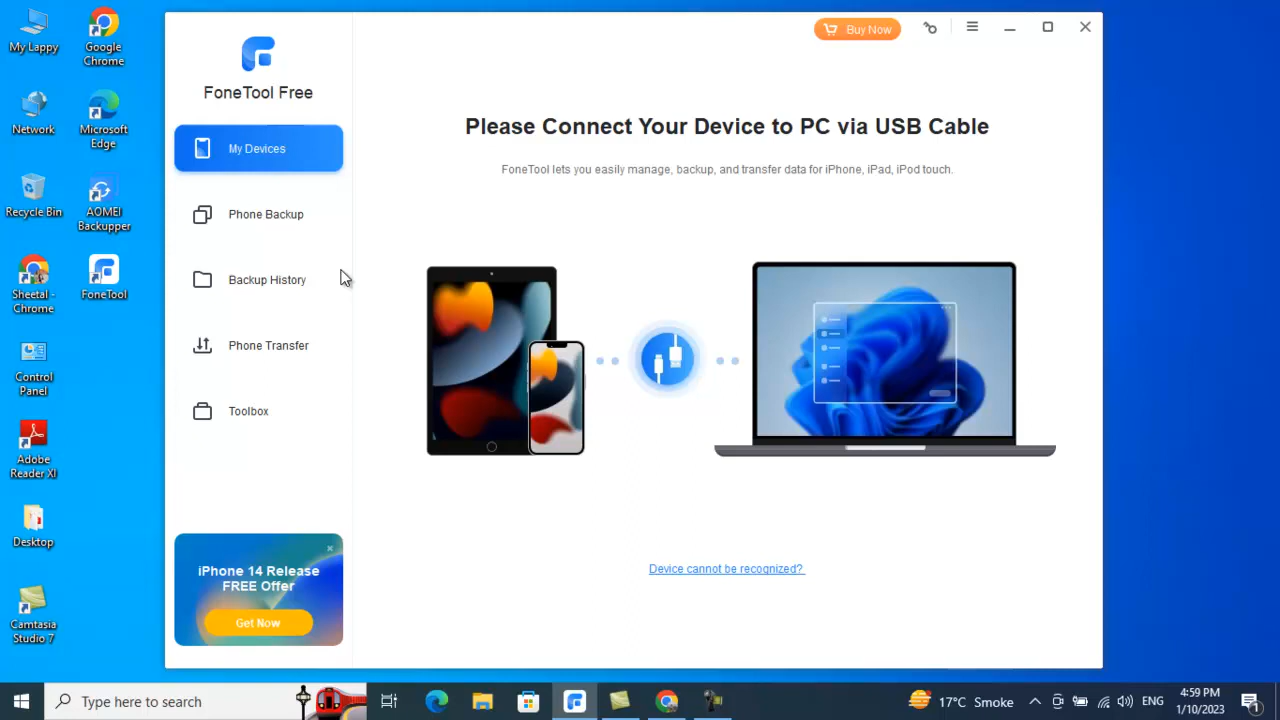 My Lappy
Google
Chrome
Network
Microsoft
Edge
Recycle Bin
AOMEI
Backupper
Sheetal -
Chrome
FoneTool
Control
Panel
Adobe
Reader XI
Desktop
Camtasia
Studio 7
FoneTool Free
My Devices
Phone Backup
Backup History
Phone Transfer
Toolbox
iPhone 14 Release
FREE Offer
Get Now
Buy Now
Please Connect Your Device to PC via USB Cable
FoneTool lets you easily manage, backup, and transfer data for iPhone, iPad, iPod touch.
Device cannot be recognized?
Type here to search
17°C Smoke
ENG
4:59 PM
1/10/2023
1